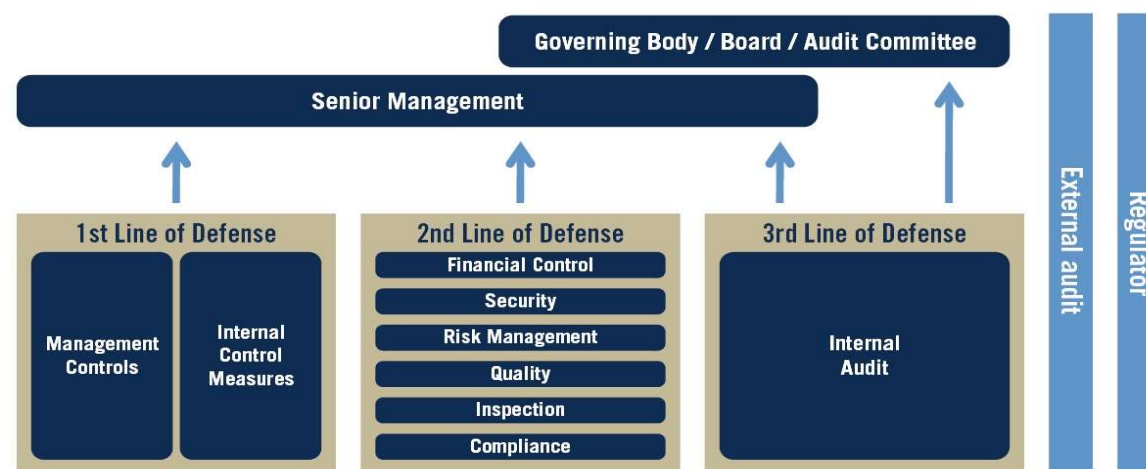 Governing Body / Board / Audit Committee
Senior Management
1st Line of Defense
Management
Controls
Internal
Control
Measures
2nd Line of Defense
Financial Control
Security
Risk Management
Quality
Inspection
Compliance
3rd Line of Defense
Internal
Audit
External audit
Regulator